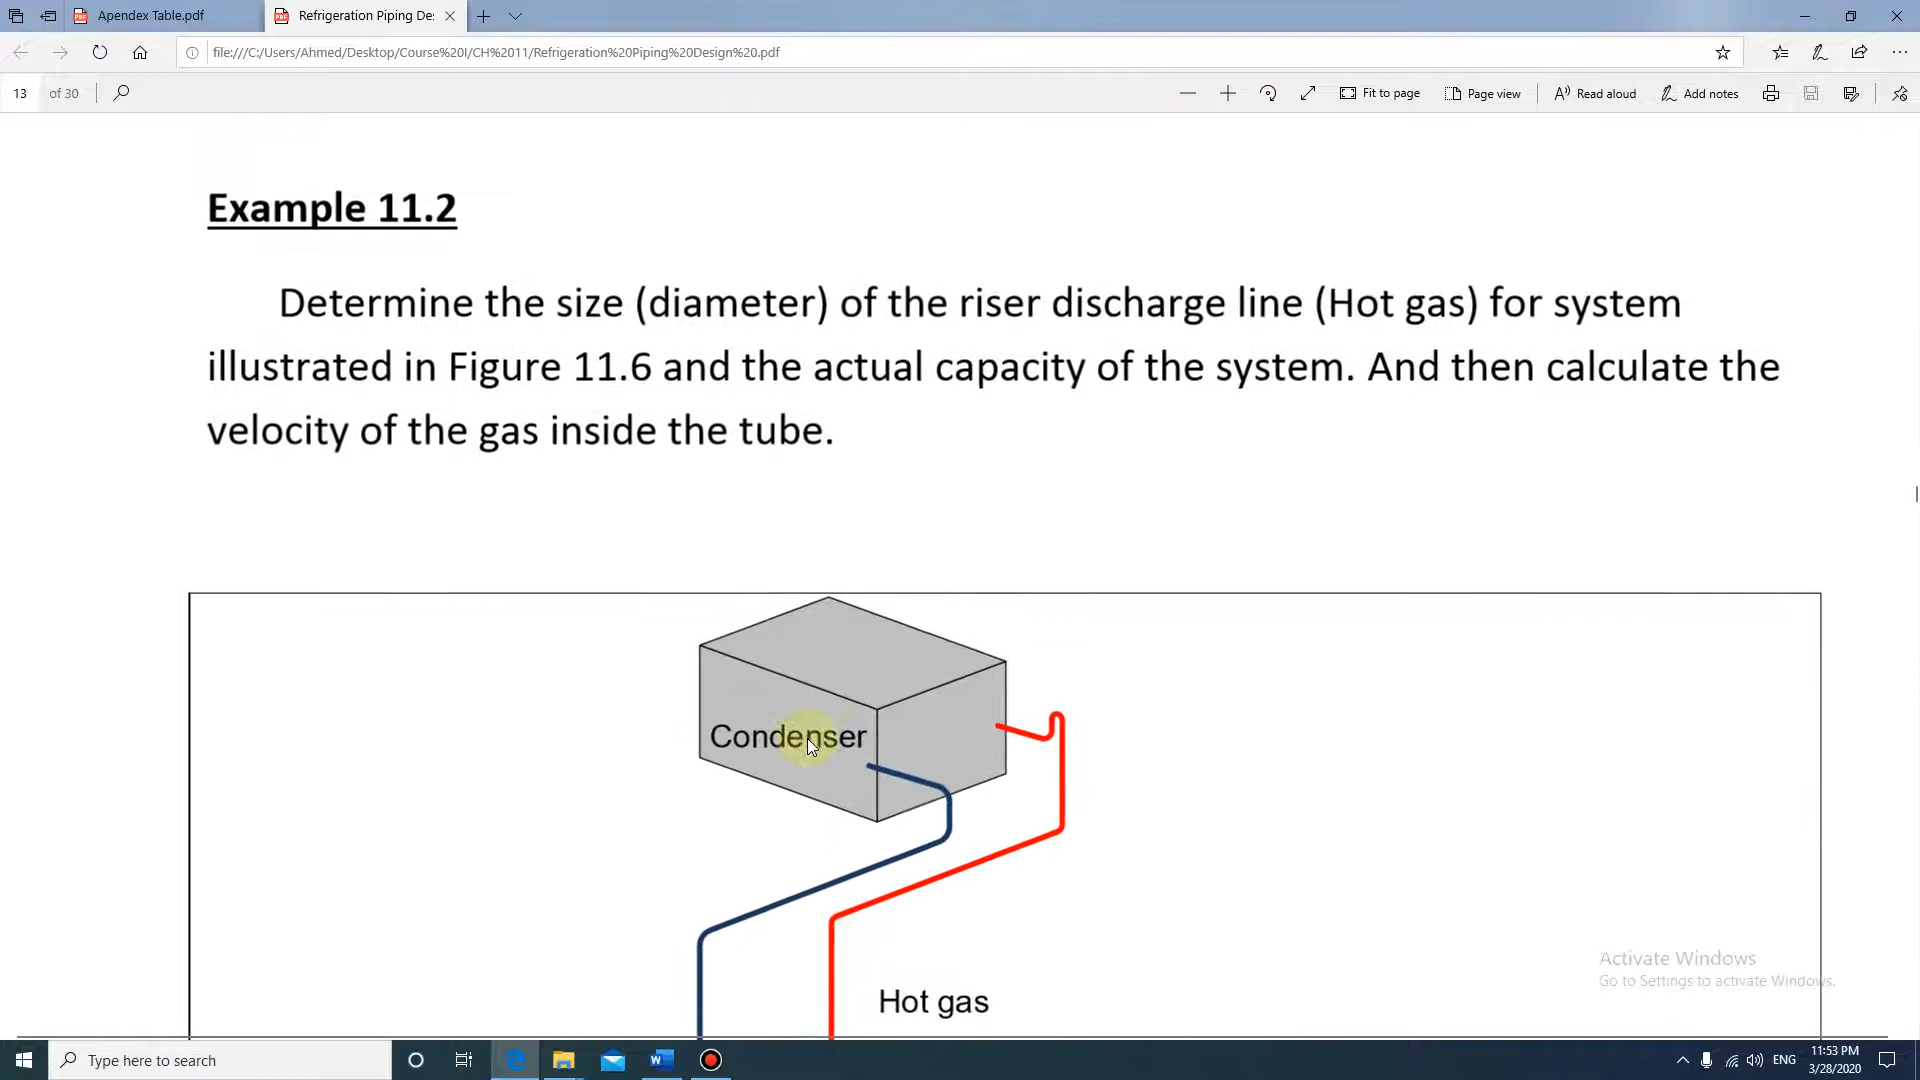 Apendex Table.pdf
Refrigeration Piping De:
file:///C:/Users/Ahmed/Desktop/Course%20I/CH%2011/Refrigeration%20Piping%20Design%20.pdf
13 of 30
Fit to page
Page view
Read aloud
Add notes
Example 11.2
Determine the size (diameter) of the riser discharge line (Hot gas) for system
illustrated in Figure 11.6 and the actual capacity of the system. And then calculate the
velocity of the gas inside the tube.
Condenser
Hot gas
Activate Windows
Go to Settings to activate Windows.
Type here to search
ENG
11:53 PM
3/28/2020